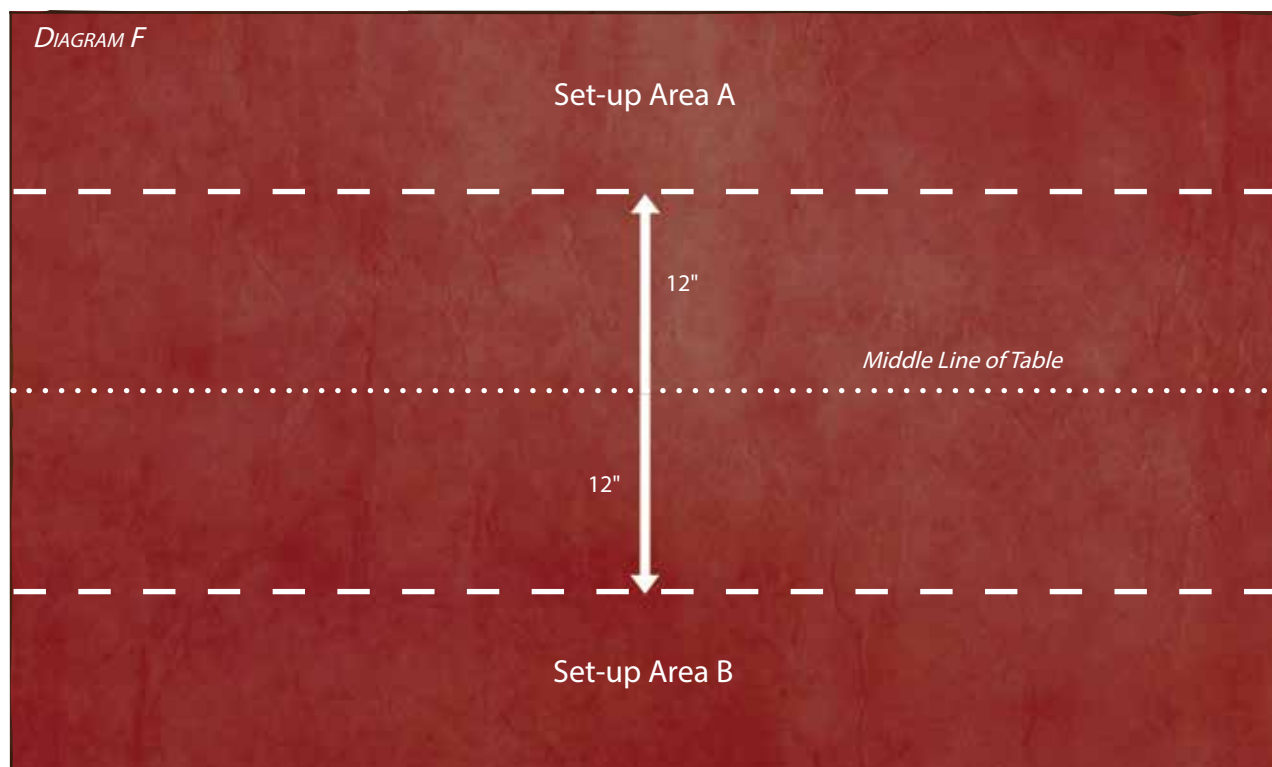 DIAGRAM F
Set-up Area A
12"
Middle Line of Table
12"
Set-up Area B